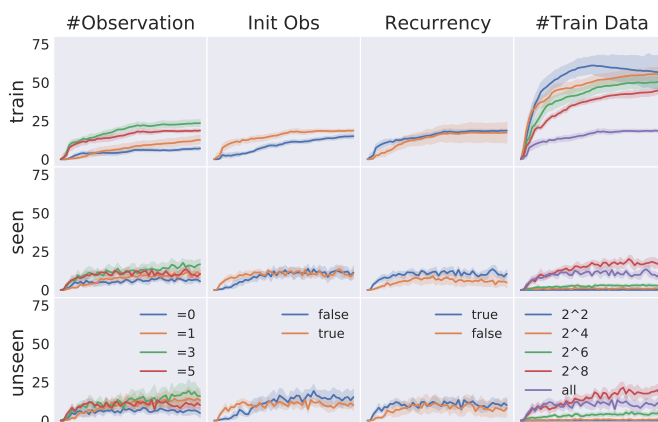 #Observation Init Obs Recurrency #Train Data
train
75
50
25
0
seen
75
50
25
0
unseen
75
50
25
0
=0
=1
=3
=5
false
true
true
false
2^2
2^4
2^6
2^8
all